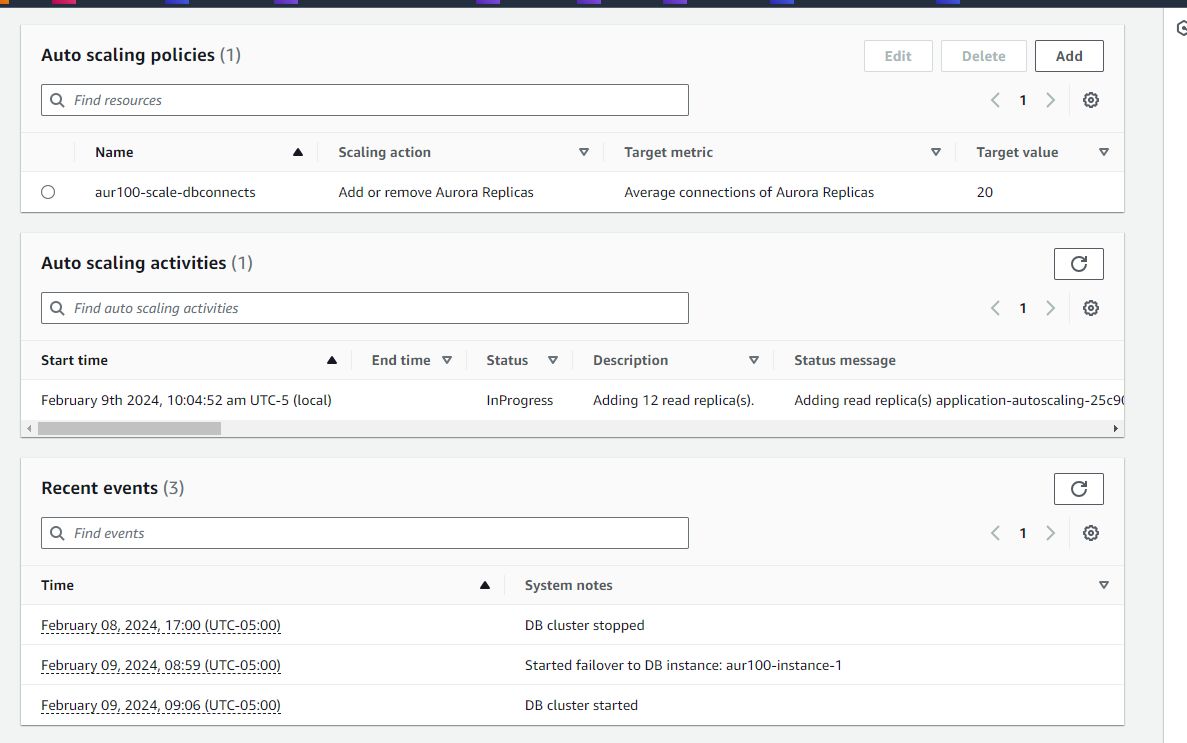 Auto scaling policies (1)
Edit Delete Add
Find resources
1
Name Scaling action Target metric Target value
aur100-scale-dbconnects Add or remove Aurora Replicas Average connections of Aurora Replicas 20
Auto scaling activities (1)
Find auto scaling activities
1
Start time End time Status Description Status message
February 9th 2024, 10:04:52 am UTC-5 (local) InProgress Adding 12 read replica(s). Adding read replica(s) application-autoscaling-25c90
Recent events (3)
Find events
1
Time System notes
February 08, 2024, 17:00 (UTC-05:00) DB cluster stopped
February 09, 2024, 08:59 (UTC-05:00) Started failover to DB instance: aur100-instance-1
February 09, 2024, 09:06 (UTC-05:00) DB cluster started